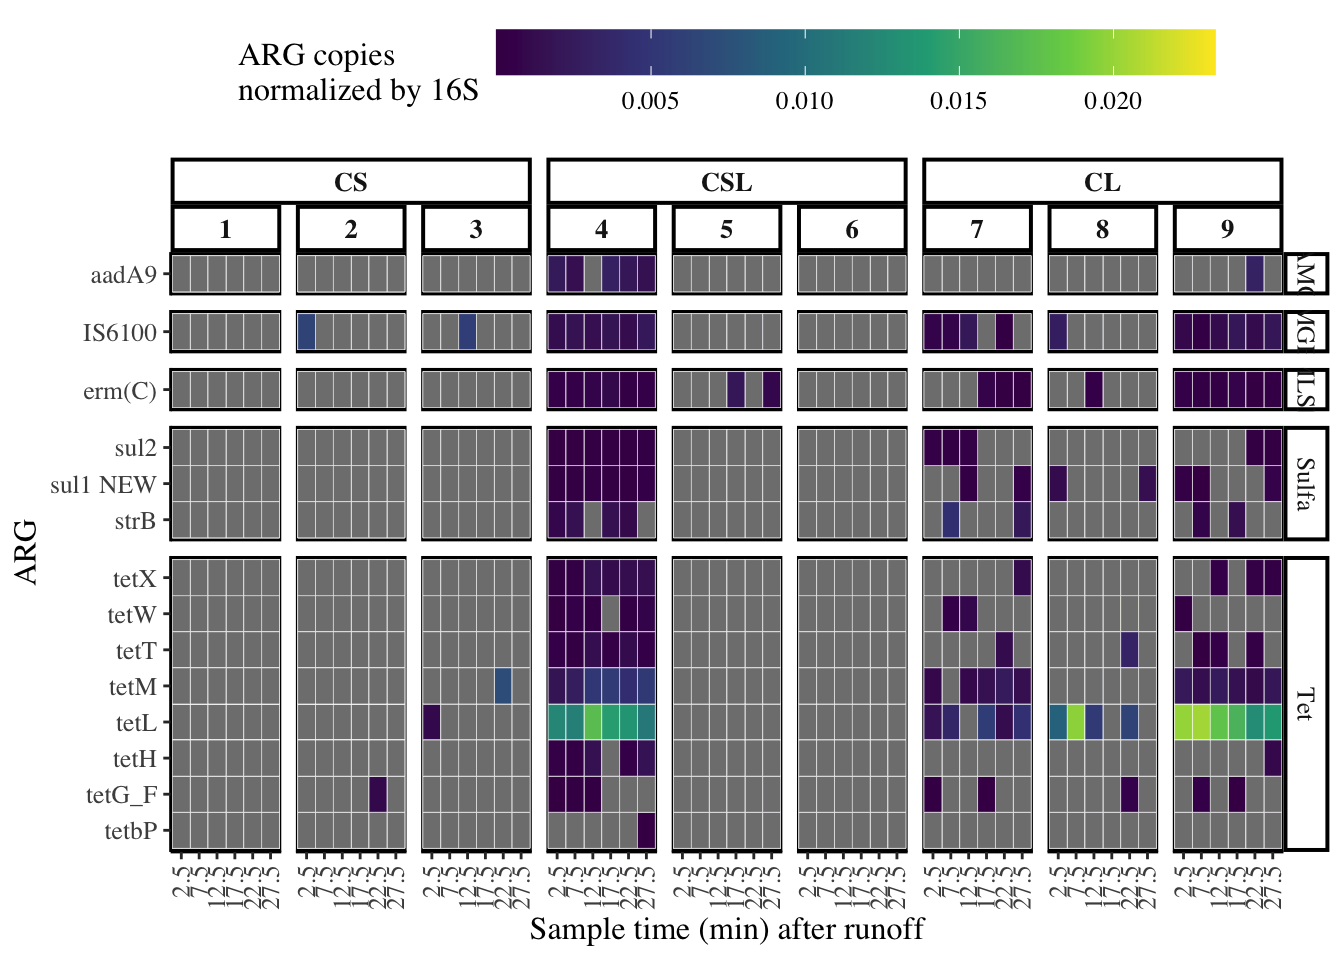 ARG copies
normalized by 16S
0.005 0.010 0.015 0.020
CS CSL CL
1 2 3 4 5 6 7 8 9
aadA9
IS6100
erm(C)
sul2
sul1 NEW
strB
Sulfa
tetX
tetW
tetT
tetM
tetL
tetH
tetG_F
tetbP
Tet
ARG
2.5 7.5 12.5 17.5 22.5 27.5 2.5 7.5 12.5 17.5 22.5 27.5 2.5 7.5 12.5 17.5 22.5 27.5 2.5 7.5 12.5 17.5 22.5 27.5 2.5 7.5 12.5 17.5 22.5 27.5 2.5 7.5 12.5 17.5 22.5 27.5 2.5 7.5 12.5 17.5 22.5 27.5 2.5 7.5 12.5 17.5 22.5 27.5 2.5 7.5 12.5 17.5 22.5 27.5
Sample time (min) after runoff